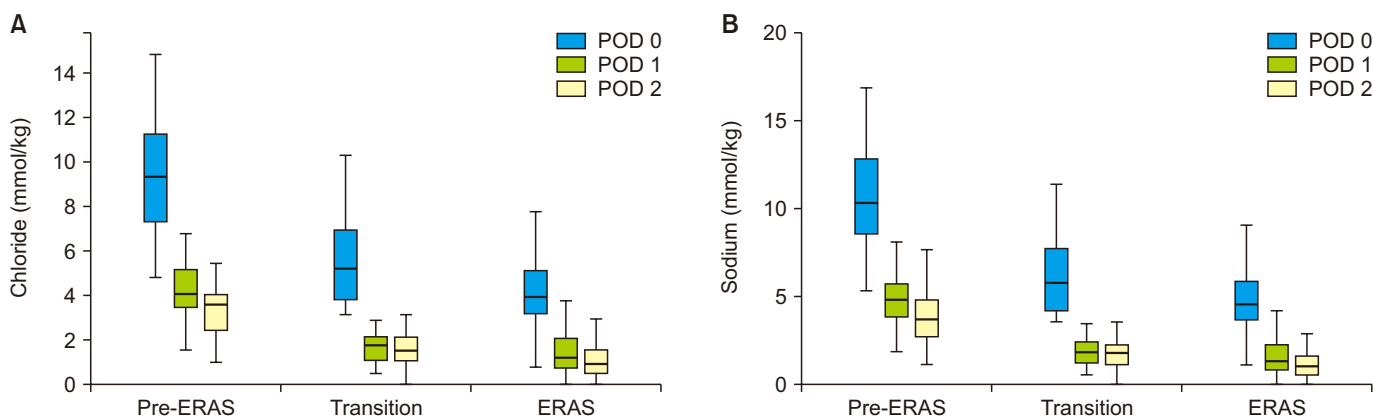 A
Chloride (mmol/kg)
14
12
10
8
6
4
2
0
POD 0
POD 1
POD 2
Pre-ERAS
Transition
ERAS
B
Sodium (mmol/kg)
20
15
10
5
0
POD 0
POD 1
POD 2
Pre-ERAS
Transition
ERAS